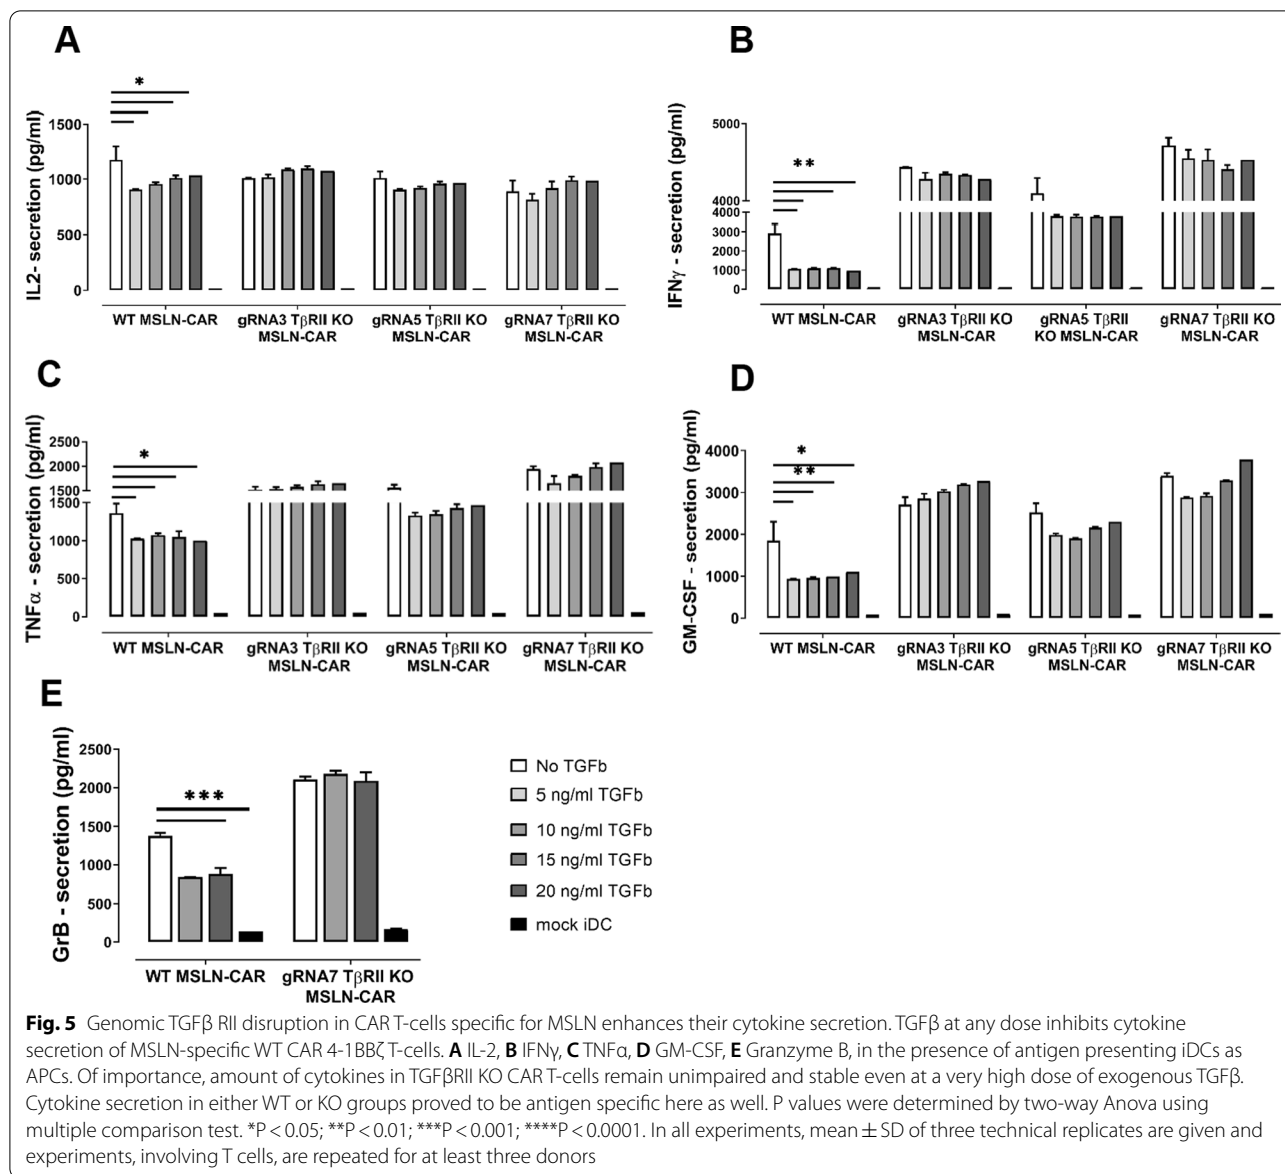 A
IL2- secretion (pg/ml)
1500
1000
500
0
*
WT MSLN-CAR
gRNA3 TβRII KO
MSLN-CAR
gRNA5 TβRII KO
MSLN-CAR
gRNA7 TβRII KO
MSLN-CAR
B
IFNγ - secretion (pg/ml)
5000
4000
4000
3000
2000
1000
0
**
WT MSLN-CAR
gRNA3 TβRII KO
MSLN-CAR
gRNA5 TβRII
KO MSLN-CAR
gRNA7 TβRII KO
MSLN-CAR
C
TNFα - secretion (pg/ml)
2500
2000
1500
1500
1000
500
0
*
WT MSLN-CAR
gRNA3 TβRII KO
MSLN-CAR
gRNA5 TβRII KO
MSLN-CAR
gRNA7 TβRII KO
MSLN-CAR
D
GM-CSF - secretion (pg/ml)
4000
3000
2000
1000
0
*
**
WT MSLN-CAR
gRNA3 TβRII KO
MSLN-CAR
gRNA5 TβRII KO
MSLN-CAR
gRNA7 TβRII KO
MSLN-CAR
E
GrB - secretion (pg/ml)
2500
2000
1500
1000
500
0
***
WT MSLN-CAR
gRNA7 TβRII KO
MSLN-CAR
No TGFb
5 ng/ml TGFb
10 ng/ml TGFb
15 ng/ml TGFb
20 ng/ml TGFb
mock iDC
Fig. 5 Genomic TGFβ RII disruption in CAR T-cells specific for MSLN enhances their cytokine secretion. TGFβ at any dose inhibits cytokine
secretion of MSLN-specific WT CAR 4-1BBζ T-cells. A IL-2, B IFNγ, C TNFα, D GM-CSF, E Granzyme B, in the presence of antigen presenting iDCs as
APCs. Of importance, amount of cytokines in TGFβRII KO CAR T-cells remain unimpaired and stable even at a very high dose of exogenous TGFβ.
Cytokine secretion in either WT or KO groups proved to be antigen specific here as well. P values were determined by two-way Anova using
multiple comparison test. *P < 0.05; **P < 0.01; ***P < 0.001; ****P < 0.0001. In all experiments, mean ± SD of three technical replicates are given and
experiments, involving T cells, are repeated for at least three donors